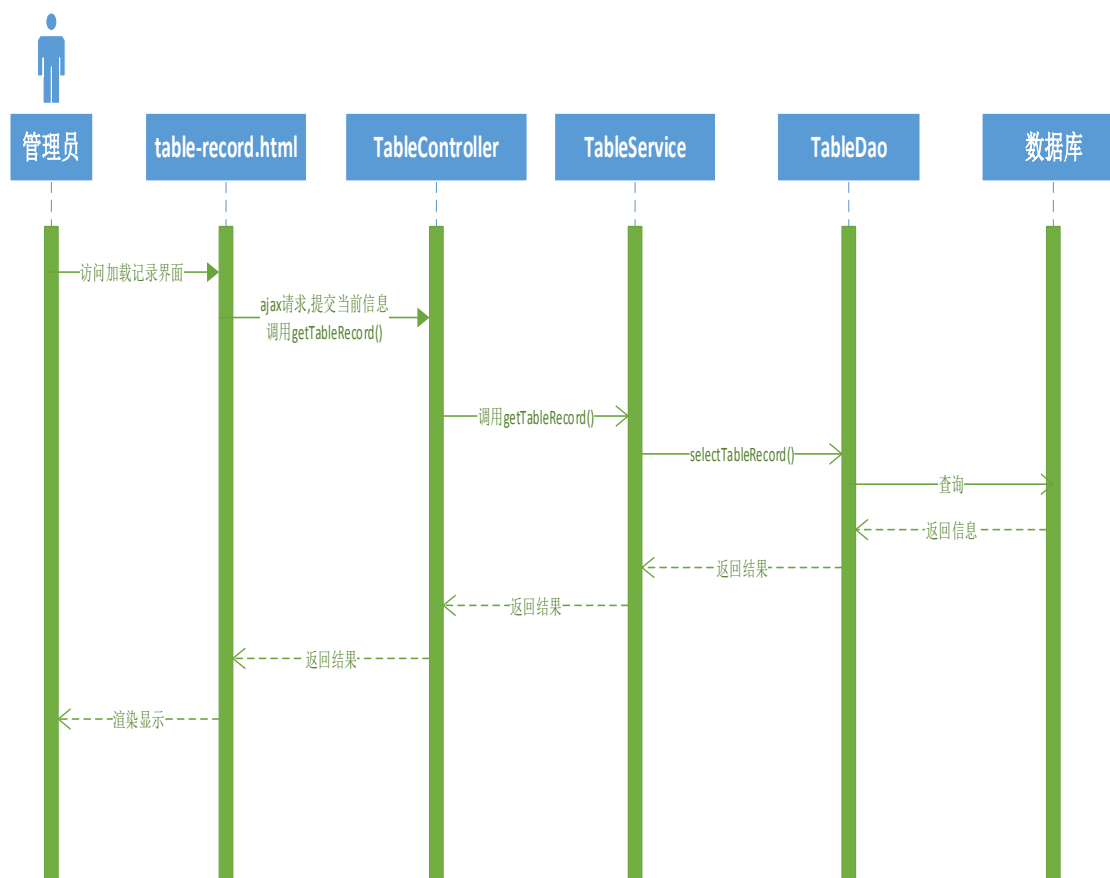 管理员
table-record.html
TableController
TableService
TableDao
数据库
访问加载记录界面
ajax请求,提交当前信息
调用getTableRecord()
调用getTableRecord()
selectTableRecord()
查询
返回信息
返回结果
返回结果
返回结果
渲染显示